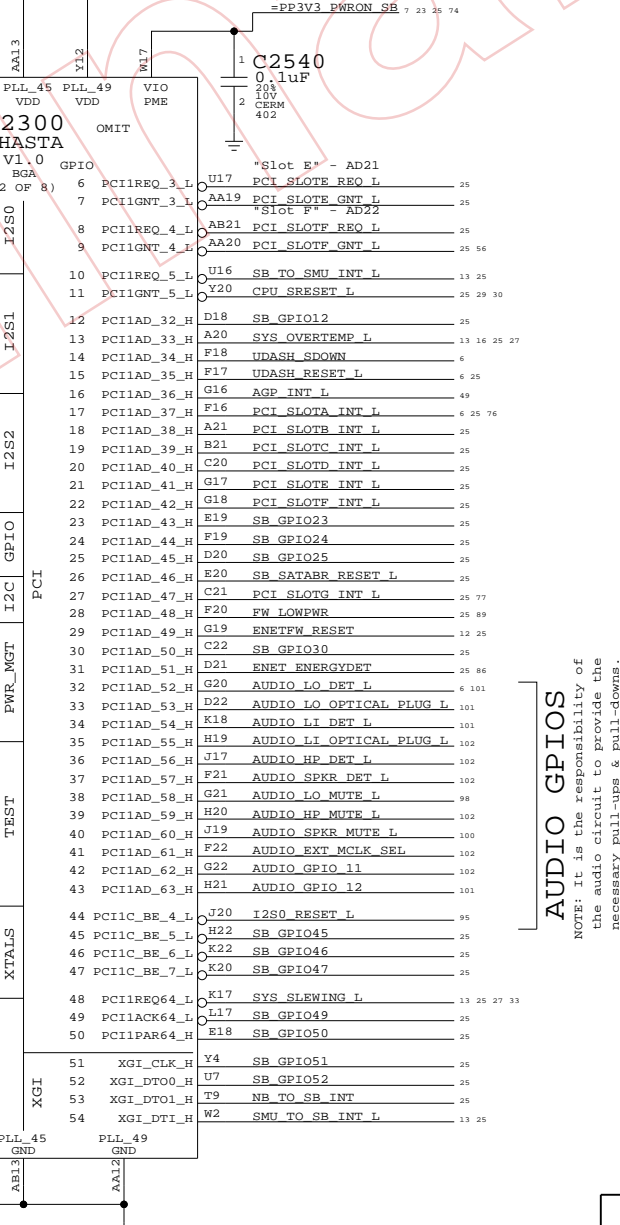 =PP3V3_PWRON_SB 7 23 25 74
AA13 Y12 W17
1 C2540
0.1uF
20%
10V
2 CERM
402
PLL_45 PLL_49 VIO
VDD VDD PME
2300 OMIT
HASTA
V1.0 GPIO
BGA
2 OF 8)
"Slot E" - AD21
6 PCI1REQ_3_L U17 PCI_SLOTE_REQ_L 25
7 PCI1GNT_3_L AA19 PCI_SLOTE_GNT_L 25
"Slot F" - AD22
8 PCI1REQ_4_L AB21 PCI_SLOTF_REQ_L 25
9 PCI1GNT_4_L AA20 PCI_SLOTF_GNT_L 25 56
10 PCI1REQ_5_L U16 SB_TO_SMU_INT_L 13 25
11 PCI1GNT_5_L Y20 CPU_SRESET_L 25 29 30
12 PCI1AD_32_H D18 SB_GPIO12 25
13 PCI1AD_33_H A20 SYS_OVERTEMP_L 13 16 25 27
14 PCI1AD_34_H F18 UDASH_SDOWN 6
15 PCI1AD_35_H F17 UDASH_RESET_L 6 25
16 PCI1AD_36_H G16 AGP_INT_L 49
17 PCI1AD_37_H F16 PCI_SLOTA_INT_L 6 25 76
18 PCI1AD_38_H A21 PCI_SLOTB_INT_L 25
19 PCI1AD_39_H B21 PCI_SLOTC_INT_L 25
20 PCI1AD_40_H C20 PCI_SLOTD_INT_L 25
21 PCI1AD_41_H G17 PCI_SLOTE_INT_L 25
22 PCI1AD_42_H G18 PCI_SLOTF_INT_L 25
23 PCI1AD_43_H E19 SB_GPIO23 25
24 PCI1AD_44_H F19 SB_GPIO24 25
25 PCI1AD_45_H D20 SB_GPIO25 25
26 PCI1AD_46_H E20 SB_SATABR_RESET_L 25
27 PCI1AD_47_H C21 PCI_SLOTG_INT_L 25 77
28 PCI1AD_48_H F20 FW_LOWPWR 25 89
29 PCI1AD_49_H G19 ENETFW_RESET 12 25
30 PCI1AD_50_H C22 SB_GPIO30 25
31 PCI1AD_51_H D21 ENET_ENERGYDET 25 86
32 PCI1AD_52_H G20 AUDIO_LO_DET_L 6 101
33 PCI1AD_53_H D22 AUDIO_LO_OPTICAL_PLUG_L 101
34 PCI1AD_54_H K18 AUDIO_LI_DET_L 101
35 PCI1AD_55_H H19 AUDIO_LI_OPTICAL_PLUG_L 102
36 PCI1AD_56_H J17 AUDIO_HP_DET_L 102
37 PCI1AD_57_H F21 AUDIO_SPKR_DET_L 102
38 PCI1AD_58_H G21 AUDIO_LO_MUTE_L 98
39 PCI1AD_59_H H20 AUDIO_HP_MUTE_L 102
40 PCI1AD_60_H J19 AUDIO_SPKR_MUTE_L 100
41 PCI1AD_61_H F22 AUDIO_EXT_MCLK_SEL 102
42 PCI1AD_62_H G22 AUDIO_GPIO_11 102
43 PCI1AD_63_H H21 AUDIO_GPIO_12 101
44 PCI1C_BE_4_L J20 I2S0_RESET_L 95
45 PCI1C_BE_5_L H22 SB_GPIO45 25
46 PCI1C_BE_6_L K22 SB_GPIO46 25
47 PCI1C_BE_7_L K20 SB_GPIO47 25
48 PCI1REQ64_L K17 SYS_SLEWING_L 13 25 27 33
49 PCI1ACK64_L L17 SB_GPIO49 25
50 PCI1PAR64_H E18 SB_GPIO50 25
51 XGI_CLK_H Y4 SB_GPIO51 25
52 XGI_DTO0_H U7 SB_GPIO52 25
53 XGI_DTO1_H T9 NB_TO_SB_INT 25
54 XGI_DTI_H W2 SMU_TO_SB_INT_L 13 25
PLL_45 PLL_49
GND GND
AB13 AA12
I2S0
I2S1
I2S2
GPIO
I2C
PWR_MGT
TEST
XTALS
PCI
XGI
AUDIO GPIOS
NOTE: It is the responsibility of
the audio circuit to provide the
necessary pull-ups & pull-downs.